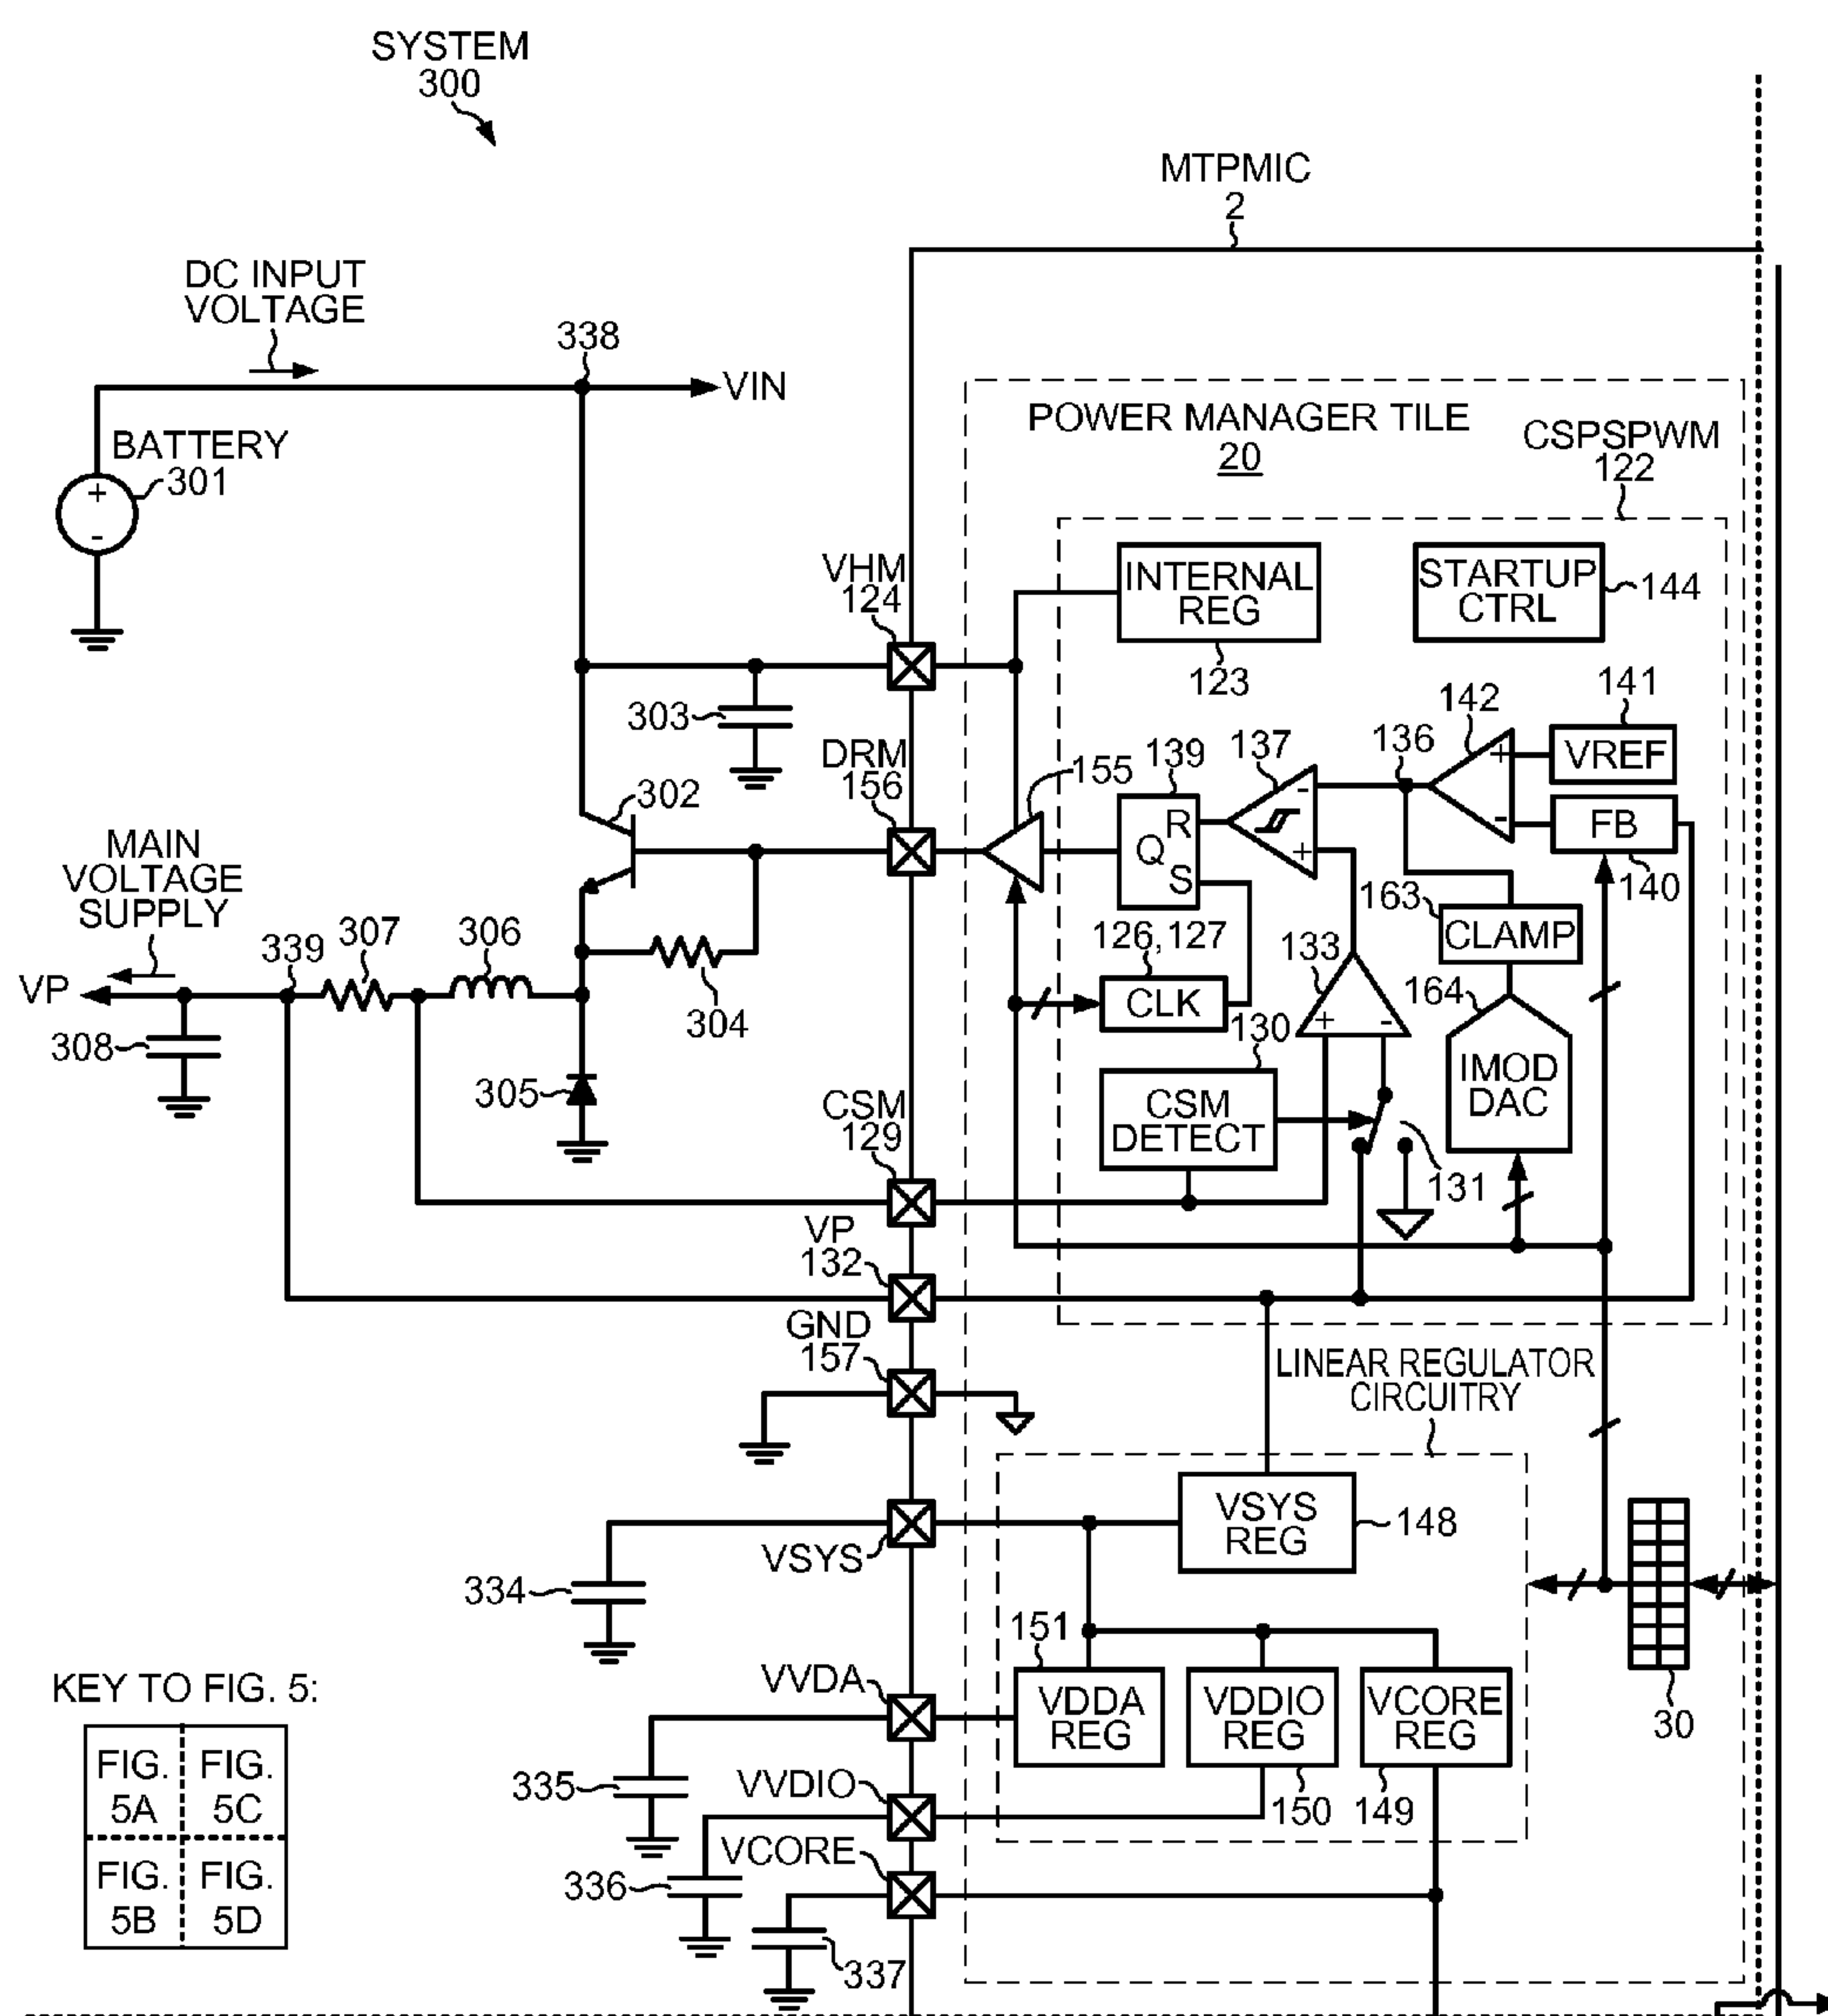 SYSTEM
300
MTPMIC
2
DC INPUT
VOLTAGE
338
VIN
BATTERY
301
+
-
POWER MANAGER TILE
20
CSPSPWM
122
VHM
124
INTERNAL
REG
123
STARTUP
CTRL
144
303
DRM
156
155
139
R
Q
S
137
-
+
136
142
+
-
141
VREF
FB
140
302
MAIN
VOLTAGE
SUPPLY
VP
339
307
306
304
308
305
126,127
CLK
133
+
-
163
CLAMP
164
IMOD
DAC
130
CSM
DETECT
131
CSM
129
VP
132
GND
157
LINEAR REGULATOR
CIRCUITRY
VSYS
REG
148
VSYS
334
151
VDDA
REG
VDDIO
REG
150
VCORE
REG
149
30
VVDA
335
VVDIO
336
VCORE
337
KEY TO FIG. 5:
FIG.
5A
FIG.
5C
FIG.
5B
FIG.
5D